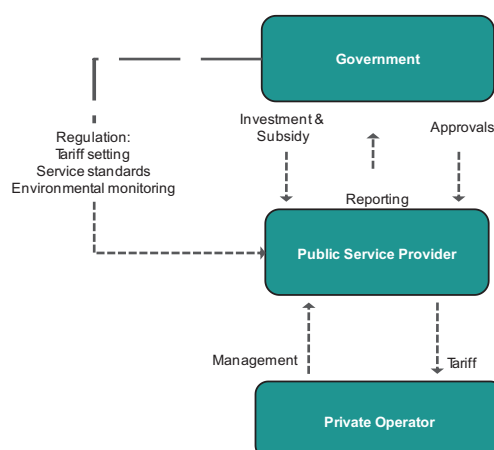 Government
Investment &
Subsidy
Approvals
Regulation:
Tariff setting
Service standards
Environmental monitoring
Reporting
Public Service Provider
Management
Tariff
Private Operator